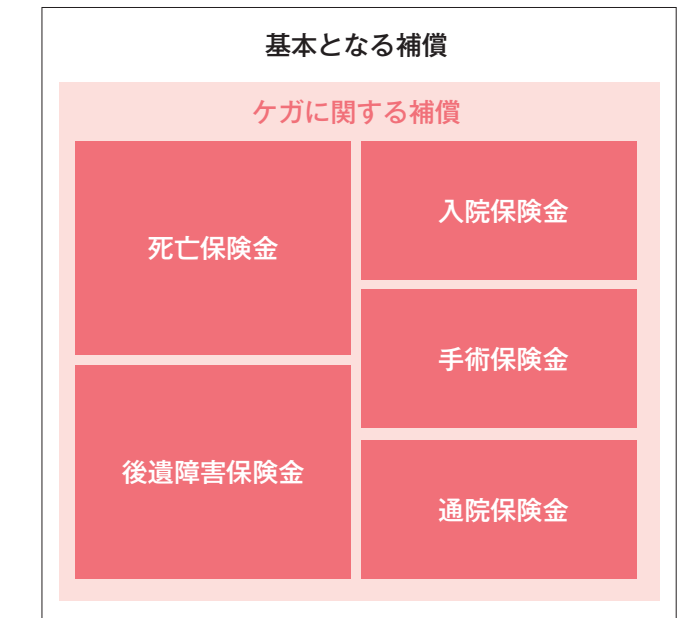 基本となる補償
ケガに関する補償
死亡保険金
後遺障害保険金
入院保険金
手術保険金
通院保険金